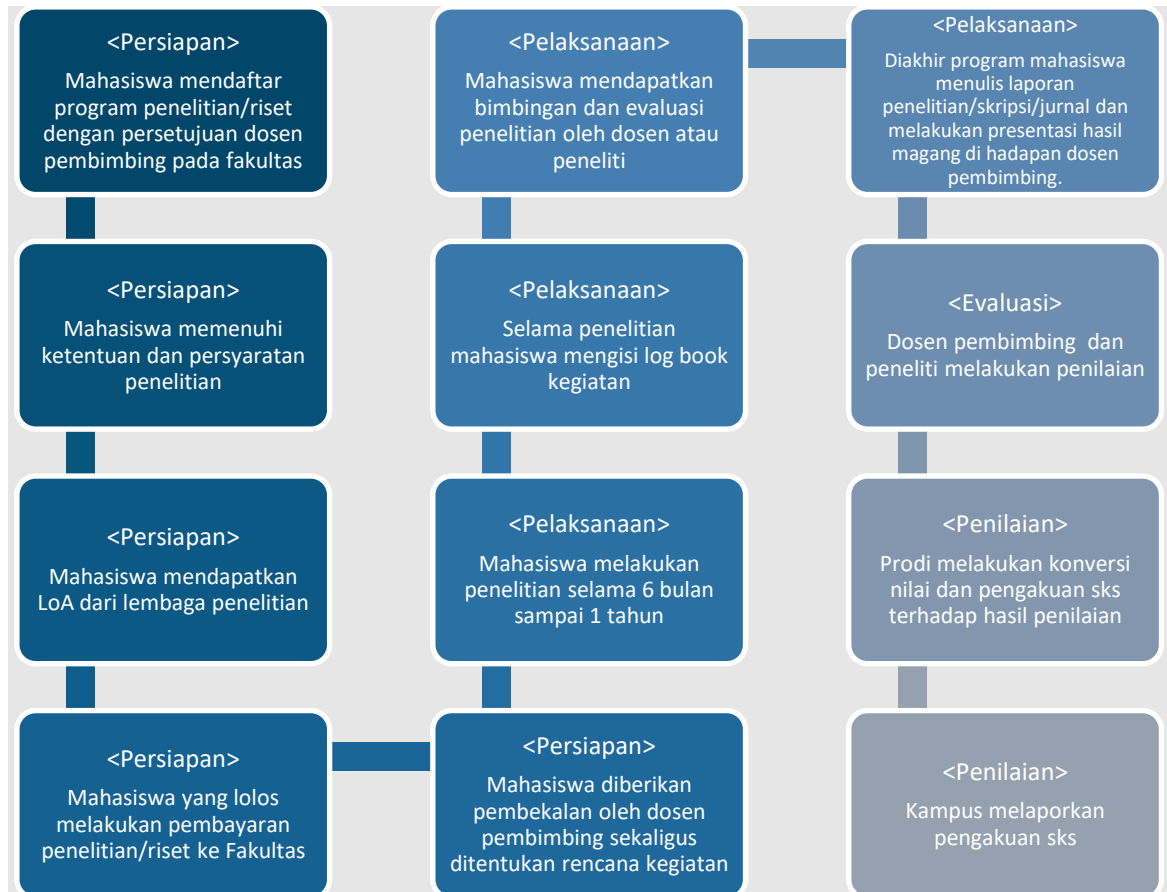 <Persiapan>
Mahasiswa mendaftar
program penelitian/riset
dengan persetujuan dosen
pembimbing pada fakultas
<Persiapan>
Mahasiswa memenuhi
ketentuan dan persyaratan
penelitian
<Persiapan>
Mahasiswa mendapatkan
LoA dari lembaga penelitian
<Persiapan>
Mahasiswa yang lolos
melakukan pembayaran
penelitian/riset ke Fakultas
<Persiapan>
Mahasiswa diberikan
pembekalan oleh dosen
pembimbing sekaligus
ditentukan rencana kegiatan
<Pelaksanaan>
Mahasiswa melakukan
penelitian selama 6 bulan
sampai 1 tahun
<Pelaksanaan>
Selama penelitian
mahasiswa mengisi log book
kegiatan
<Pelaksanaan>
Mahasiswa mendapatkan
bimbingan dan evaluasi
penelitian oleh dosen atau
peneliti
<Pelaksanaan>
Diakhir program mahasiswa
menulis laporan
penelitian/skripsi/jurnal dan
melakukan presentasi hasil
magang di hadapan dosen
pembimbing.
<Evaluasi>
Dosen pembimbing  dan
peneliti melakukan penilaian
<Penilaian>
Prodi melakukan konversi
nilai dan pengakuan sks
terhadap hasil penilaian
<Penilaian>
Kampus melaporkan
pengakuan sks